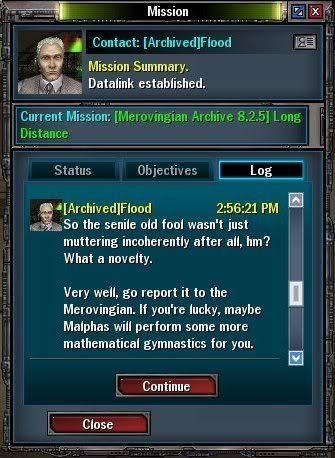 Mission
Contact: [Archived]Flood
Mission Summary.
Datalink established.
Current Mission: [Merovingian Archive 8.2.5] Long
Distance
Status
Objectives
Log
[Archived]Flood 2:56:21 PM
So the senile old fool wasn't just
muttering incoherently after all, hm?
What a novelty.
Very well, go report it to the
Merovingian. If you're lucky, maybe
Malphas will perform some more
mathematical gymnastics for you.
Continue
Close